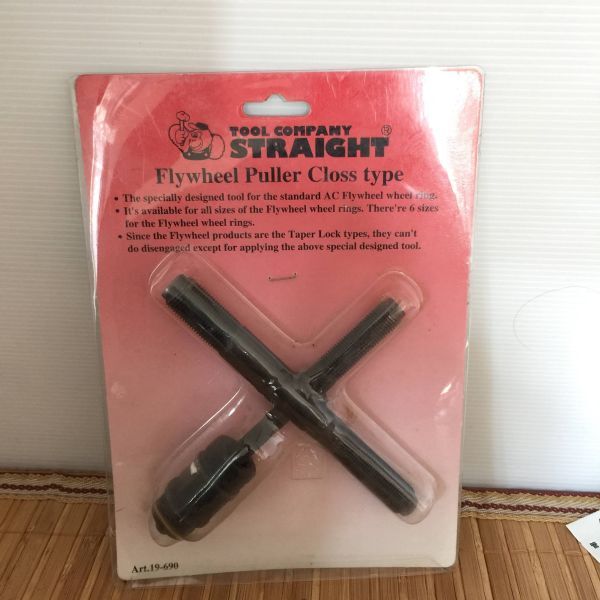 TOOL COMPANY
STRAIGHT ®
Flywheel Puller Closs type
• The specially designed tool for the standard AC Flywheel wheel ring.
• It's available for all sizes of the Flywheel wheel rings. There're 6 sizes
for the Flywheel wheel rings.
• Since the Flywheel products are the Taper Lock types, they can't
do disengaged except for applying the above special designed tool.
Art.19-690